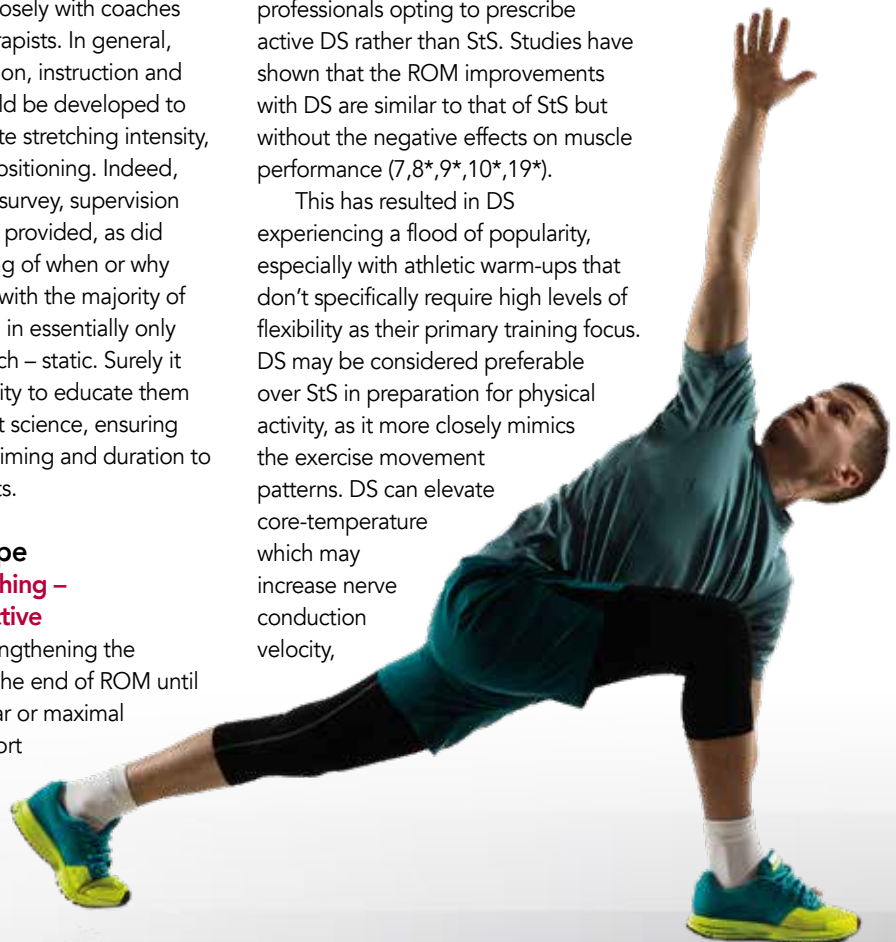 osely with coaches
rapists. In general,
on, instruction and
ld be developed to
te stretching intensity,
ositioning. Indeed,
survey, supervision
provided, as did
g of when or why
with the majority of
in essentially only
ch – static. Surely it
ity to educate them
t science, ensuring
iming and duration to
ts.
pe
hing –
ctive
ngthening the
he end of ROM until
ar or maximal
ort
professionals opting to prescribe
active DS rather than StS. Studies have
shown that the ROM improvements
with DS are similar to that of StS but
without the negative effects on muscle
performance (7,8*,9*,10*,19*).
This has resulted in DS
experiencing a flood of popularity,
especially with athletic warm-ups that
don’t specifically require high levels of
flexibility as their primary training focus.
DS may be considered preferable
over StS in preparation for physical
activity, as it more closely mimics
the exercise movement
patterns. DS can elevate
core-temperature
which may
increase nerve
conduction
velocity,